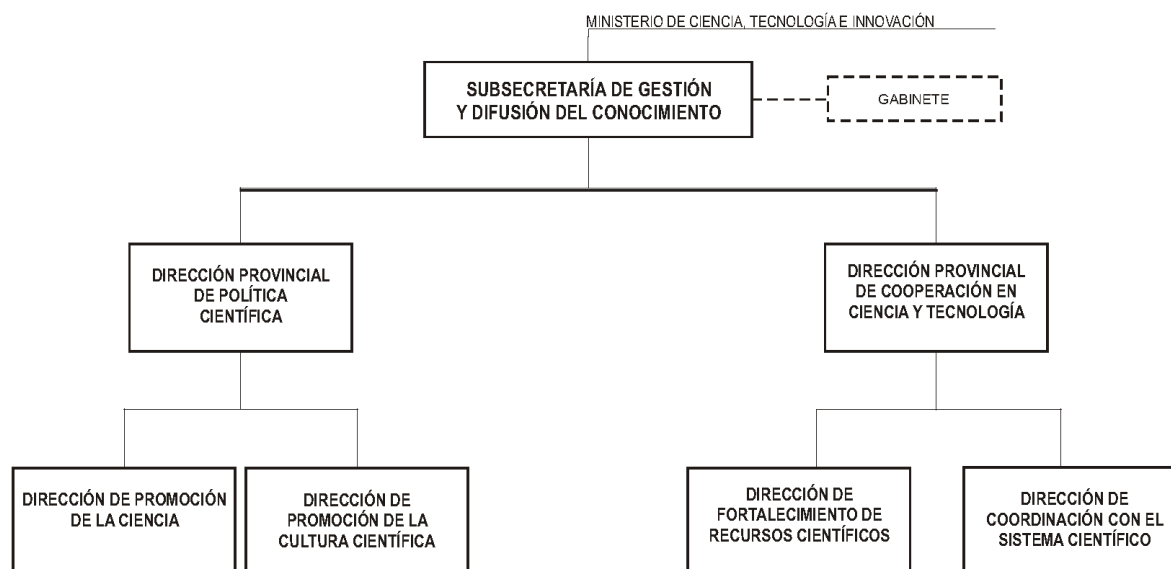 MINISTERIO DE CIENCIA, TECNOLOGÍA E INNOVACIÓN
SUBSECRETARÍA DE GESTIÓN
Y DIFUSIÓN DEL CONOCIMIENTO
GABINETE
DIRECCIÓN PROVINCIAL
DE POLÍTICA
CIENTÍFICA
DIRECCIÓN PROVINCIAL
DE COOPERACIÓN EN
CIENCIA Y TECNOLOGÍA
DIRECCIÓN DE PROMOCIÓN
DE LA CIENCIA
DIRECCIÓN DE
PROMOCIÓN DE LA
CULTURA CIENTÍFICA
DIRECCIÓN DE
FORTALECIMIENTO DE
RECURSOS CIENTÍFICOS
DIRECCIÓN DE
COORDINACIÓN CON EL
SISTEMA CIENTÍFICO